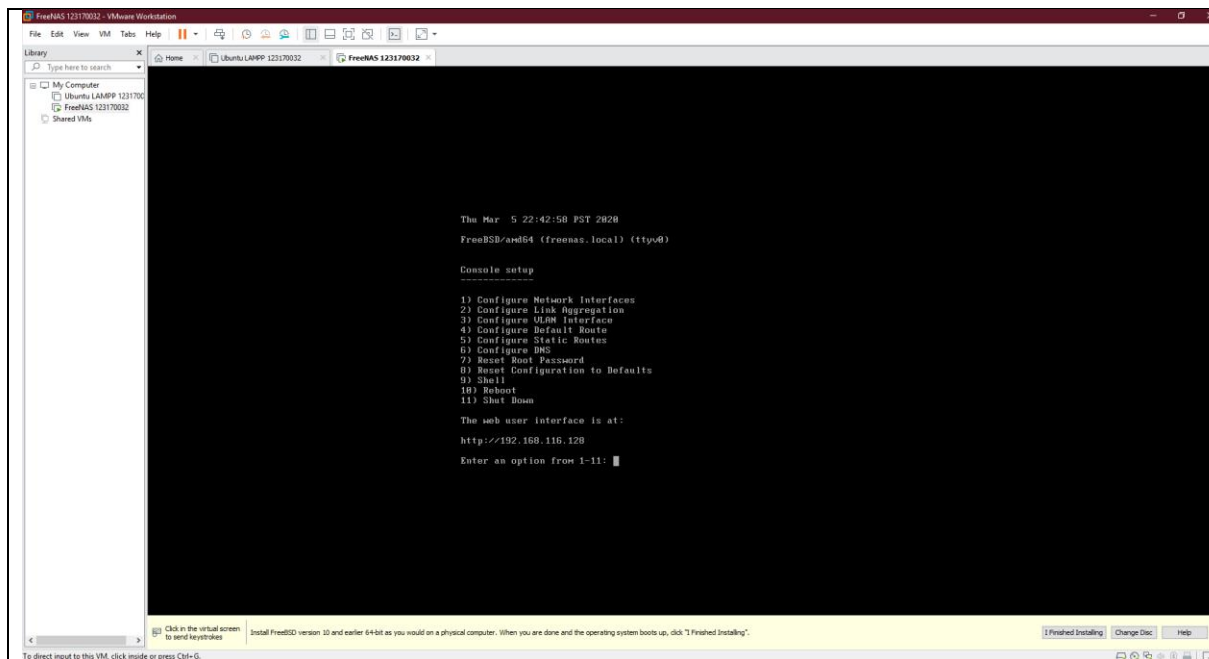 FreeNAS 123170032 - VMware Workstation
File Edit View VM Tabs Help
Library
Type here to search
My Computer
Ubuntu LAMPP 1231700
FreeNAS 123170032
Shared VMs
Home
Ubuntu LAMPP 123170032
FreeNAS 123170032
Thu Mar 5 22:42:58 PST 2020
FreeBSD/amd64 (freenas.local) (ttyv0)
Console setup
-------------
1) Configure Network Interfaces
2) Configure Link Aggregation
3) Configure VLAN Interface
4) Configure Default Route
5) Configure Static Routes
6) Configure DNS
7) Reset Root Password
8) Reset Configuration to Defaults
9) Shell
10) Reboot
11) Shut Down
The web user interface is at:
http://192.168.116.128
Enter an option from 1-11:
Click in the virtual screen
to send keystrokes
Install FreeBSD version 10 and earlier 64-bit as you would on a physical computer. When you are done and the operating system boots up, click "I Finished Installing".
I Finished Installing
Change Disc
Help
To direct input to this VM, click inside or press Ctrl+G.